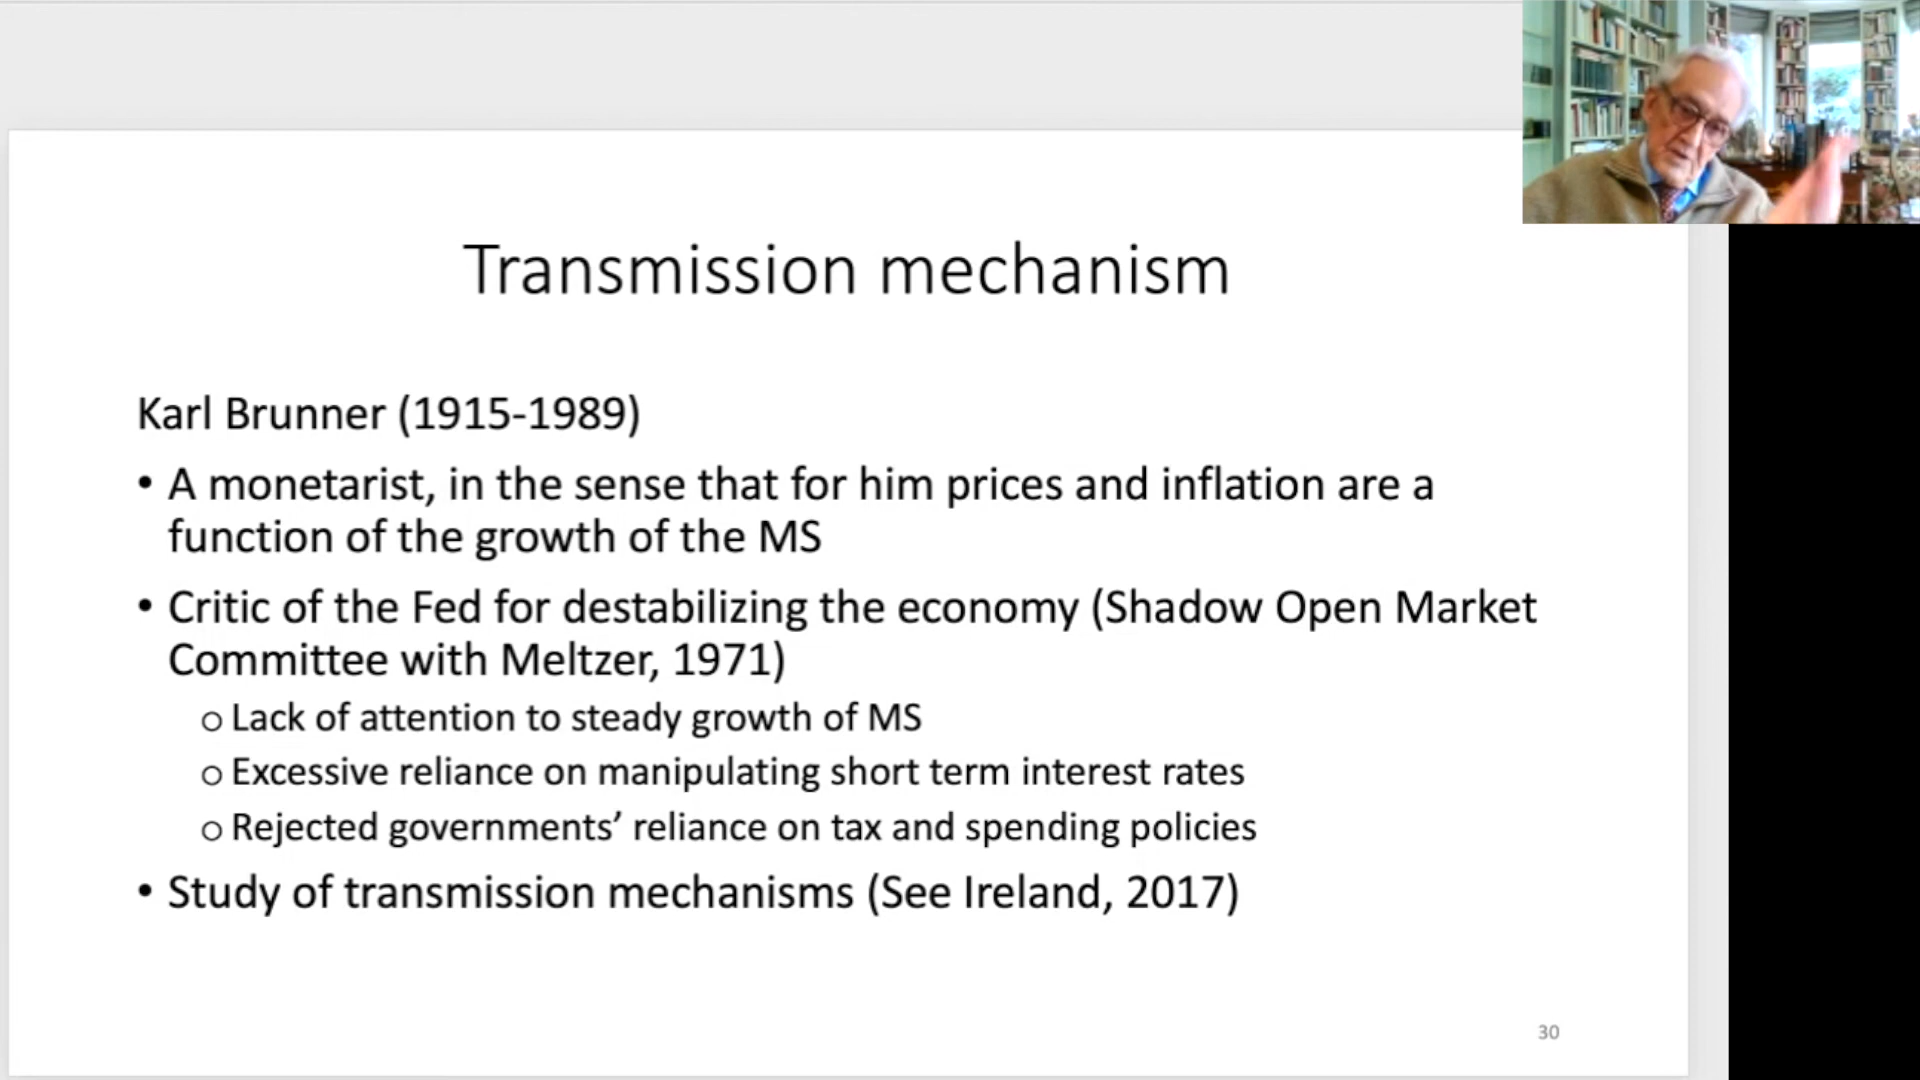 Transmission mechanism
Karl Brunner (1915-1989)
• A monetarist, in the sense that for him prices and inflation are a
function of the growth of the MS
• Critic of the Fed for destabilizing the economy (Shadow Open Market
Committee with Meltzer, 1971)
o Lack of attention to steady growth of MS
o Excessive reliance on manipulating short term interest rates
o Rejected governments’ reliance on tax and spending policies
• Study of transmission mechanisms (See Ireland, 2017)
30